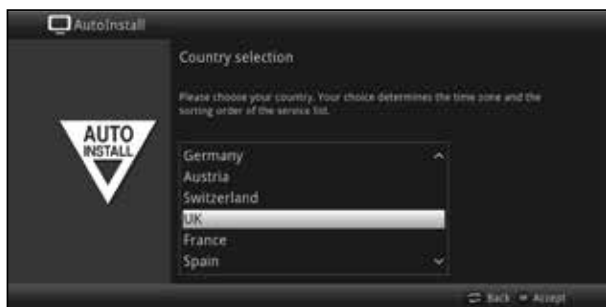 AutoInstall
Country selection
Please choose your country. Your choice determines the time zone and the
sorting order of the service list.
AUTO
INSTALL
Germany
Austria
Switzerland
UK
France
Spain
Back Accept